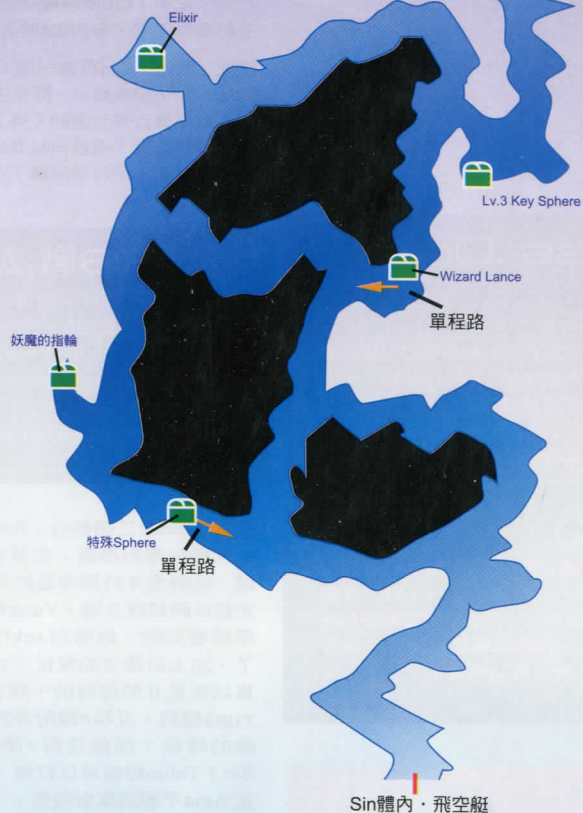 Elixir
Lv.3 Key Sphere
Wizard Lance
單程路
妖魔的指輪
特殊Sphere
單程路
Sin體內．飛空艇